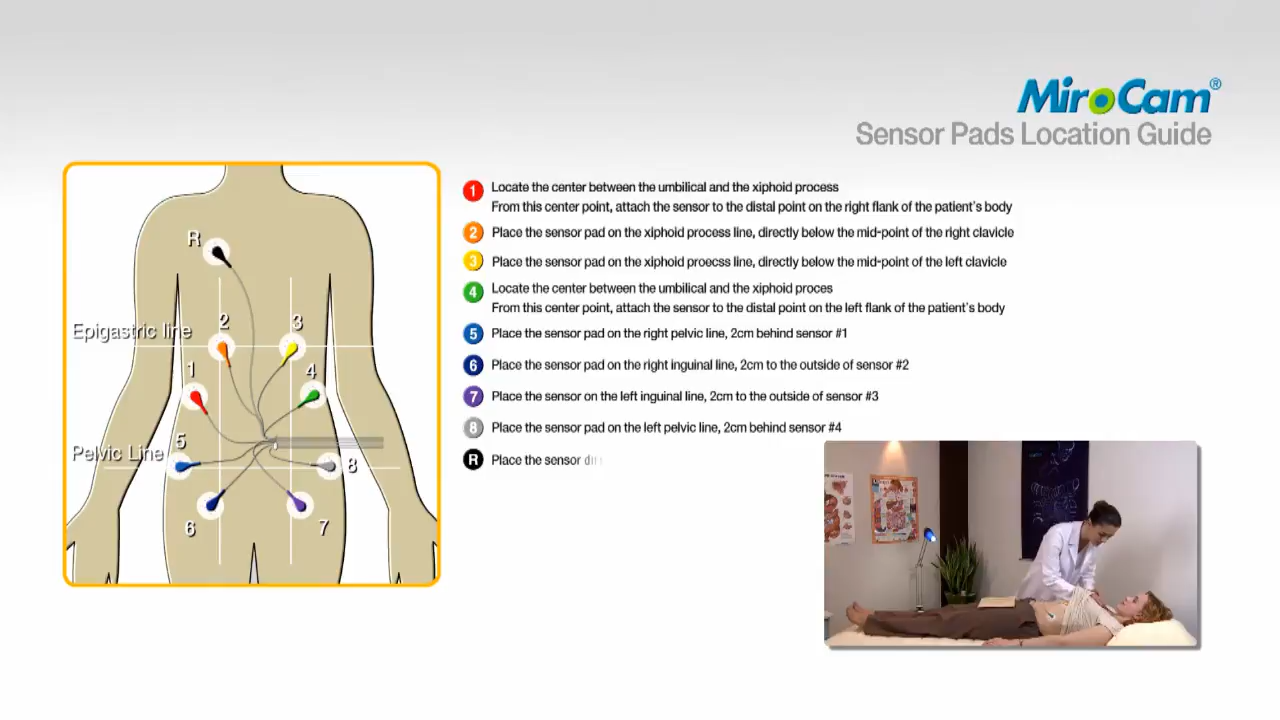 MiroCam®
Sensor Pads Location Guide
R
2
3
Epigastric line
1
4
5
Pelvic Line
8
6
7
1 Locate the center between the umbilical and the xiphoid process
From this center point, attach the sensor to the distal point on the right flank of the patient's body
2 Place the sensor pad on the xiphoid process line, directly below the mid-point of the right clavicle
3 Place the sensor pad on the xiphoid proecss line, directly below the mid-point of the left clavicle
4 Locate the center between the umbilical and the xiphoid proces
From this center point, attach the sensor to the distal point on the left flank of the patient's body
5 Place the sensor pad on the right pelvic line, 2cm behind sensor #1
6 Place the sensor pad on the right inguinal line, 2cm to the outside of sensor #2
7 Place the sensor on the left inguinal line, 2cm to the outside of sensor #3
8 Place the sensor pad on the left pelvic line, 2cm behind sensor #4
R Place the sensor